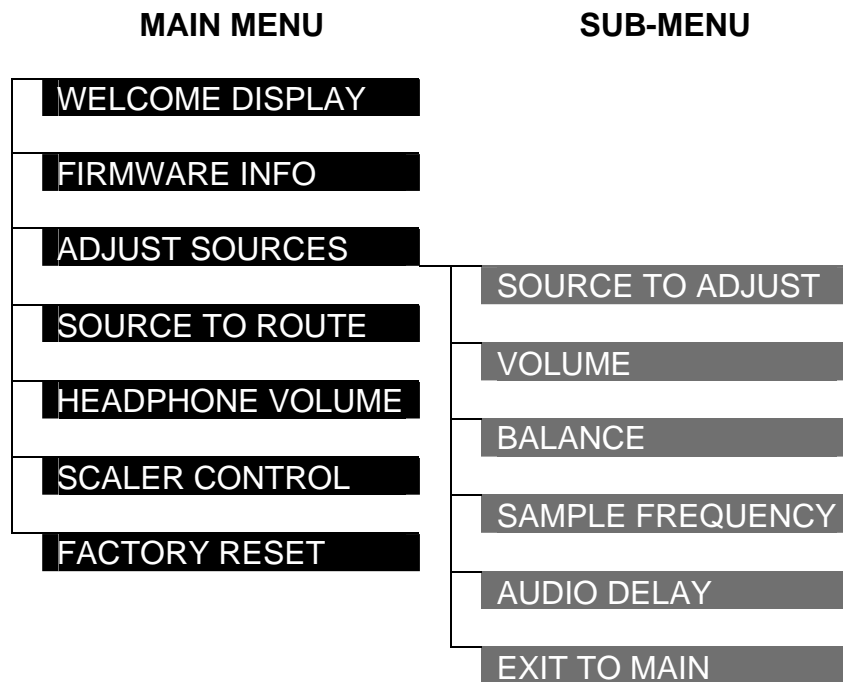 MAIN MENU
SUB-MENU
WELCOME DISPLAY
FIRMWARE INFO
ADJUST SOURCES
SOURCE TO ROUTE
HEADPHONE VOLUME
SCALER CONTROL
FACTORY RESET
SOURCE TO ADJUST
VOLUME
BALANCE
SAMPLE FREQUENCY
AUDIO DELAY
EXIT TO MAIN